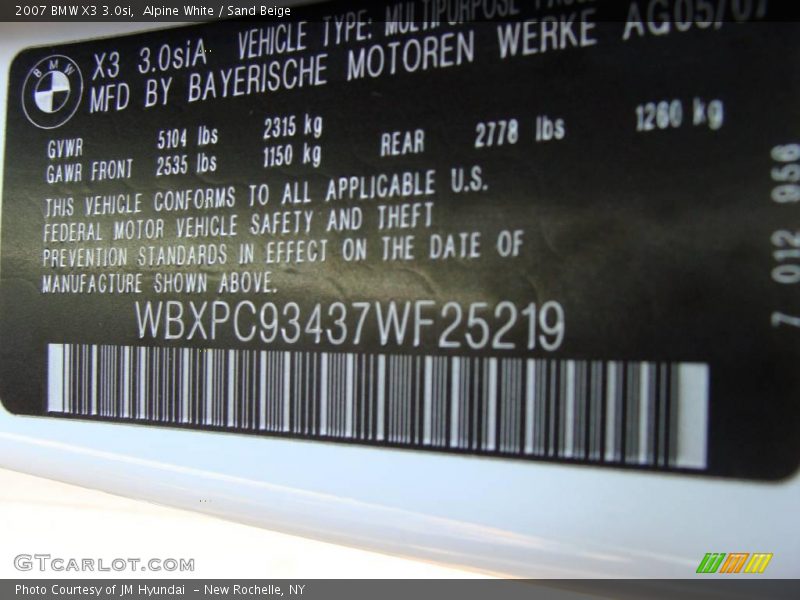 2007 BMW X3 3.0si, Alpine White / Sand Beige
BMW
X3 3.0siA VEHICLE TYPE: MULTIPURPOSE
MFD BY BAYERISCHE MOTOREN WERKE AG05/07
GVWR 5104 lbs 2315 kg
GAWR FRONT 2535 lbs 1150 kg REAR 2778 lbs 1260 kg
THIS VEHICLE CONFORMS TO ALL APPLICABLE U.S.
FEDERAL MOTOR VEHICLE SAFETY AND THEFT
PREVENTION STANDARDS IN EFFECT ON THE DATE OF
MANUFACTURE SHOWN ABOVE.
WBXPC93437WF25219
7 012 956
GTCARLOT.COM
Photo Courtesy of JM Hyundai - New Rochelle, NY